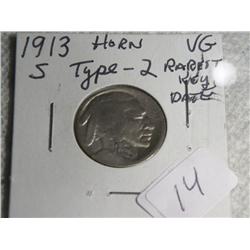 1913 HORN VG
S Type-2 RAREST
KEY
DATE
14